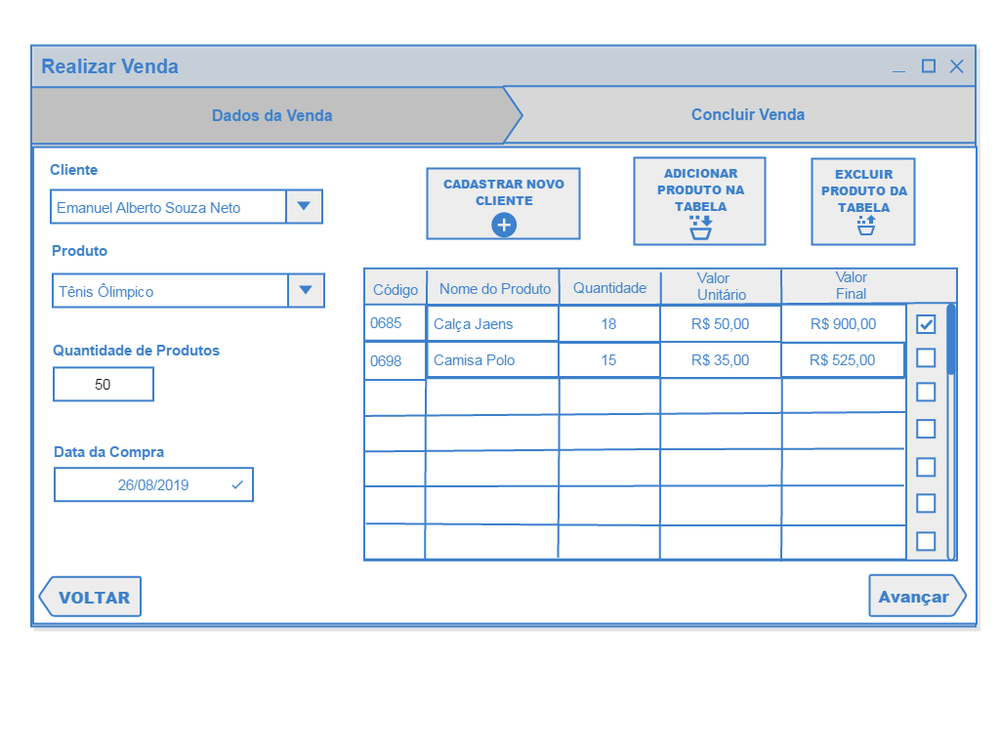 Realizar Venda
Dados da Venda
Concluir Venda
Cliente
Emanuel Alberto Souza Neto
Produto
Tênis Ôlimpico
Quantidade de Produtos
50
Data da Compra
26/08/2019
CADASTRAR NOVO
CLIENTE
ADICIONAR
PRODUTO NA
TABELA
EXCLUIR
PRODUTO DA
TABELA
Código Nome do Produto Quantidade Valor Unitário Valor Final
0685 Calça Jaens 18 R$ 50,00 R$ 900,00
0698 Camisa Polo 15 R$ 35,00 R$ 525,00
VOLTAR
Avançar